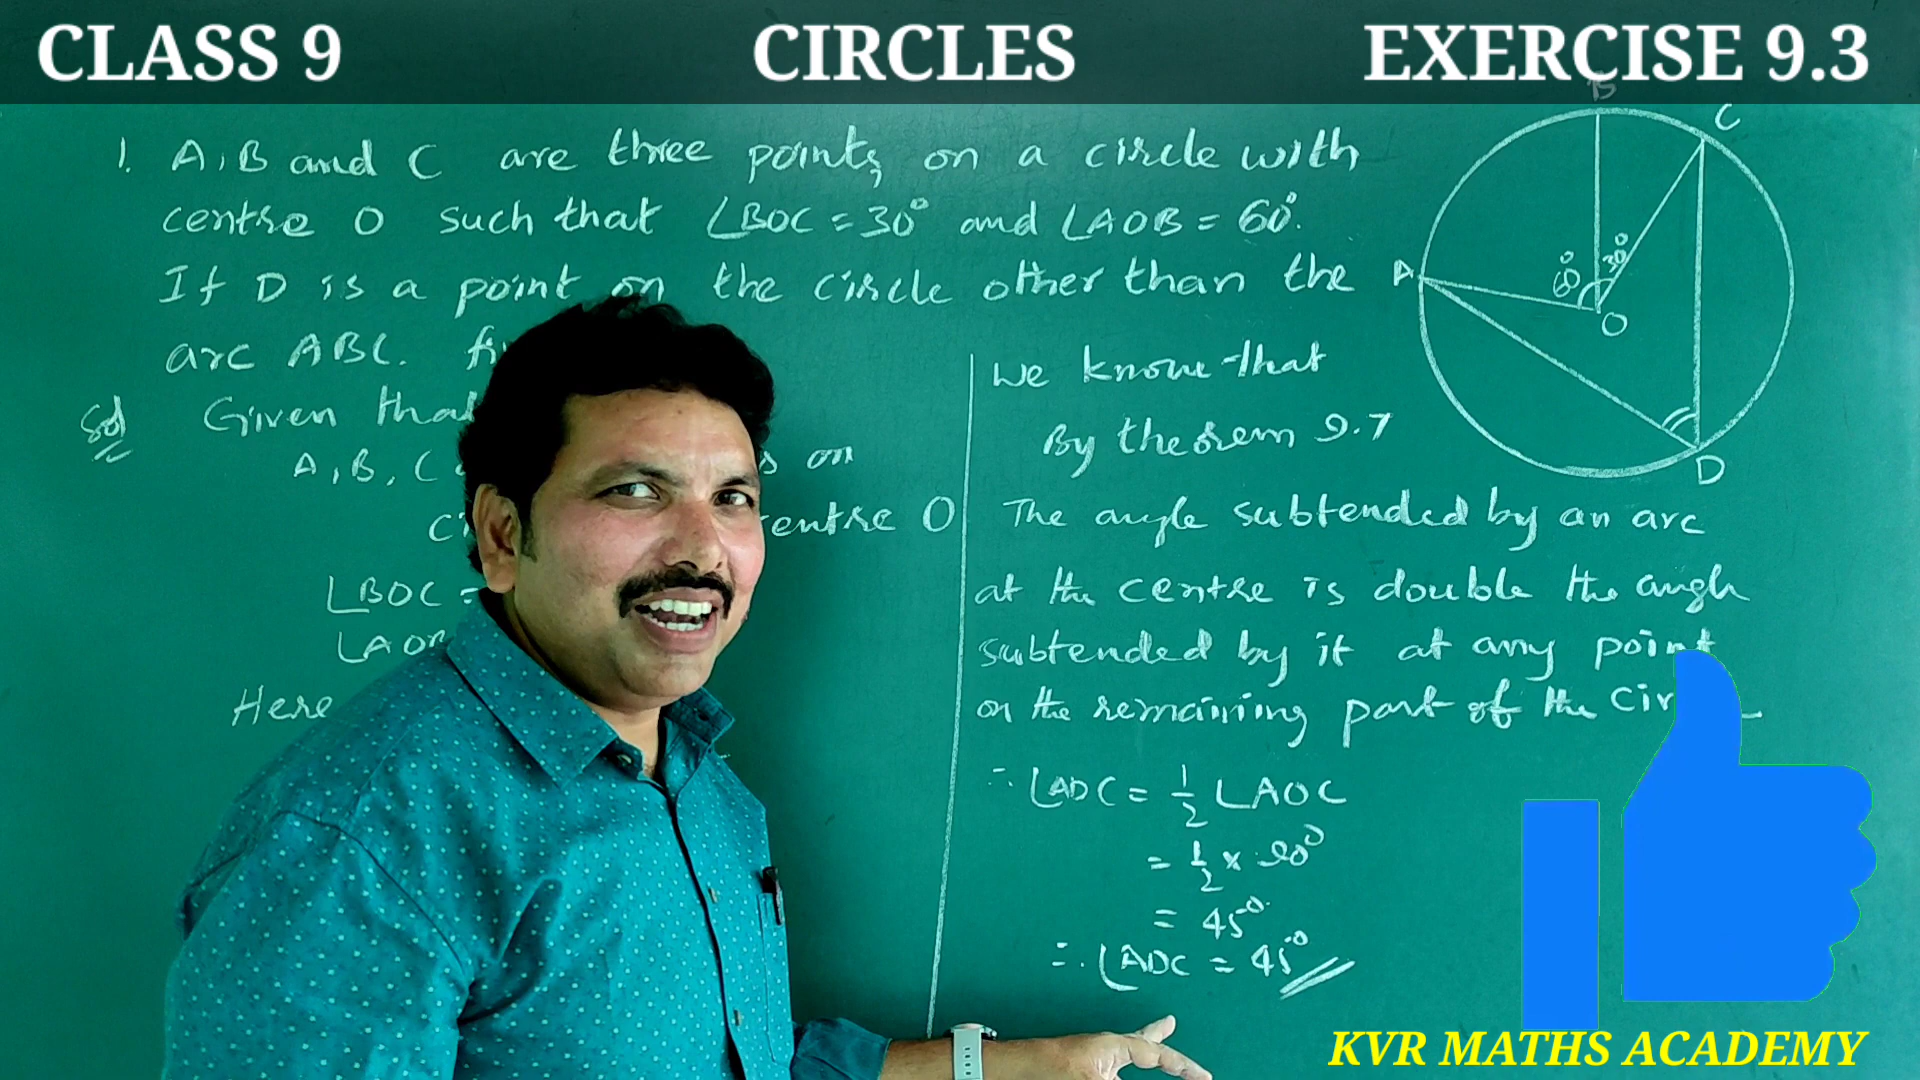 CLASS 9 CIRCLES EXERCISE 9.3
1. A, B and C are three points on a circle with
centre O such that ∠BOC = 30° and ∠AOB = 60°.
If D is a point on the circle other than the
arc ABC.
Sol Given that
A, B, C on
centre O
∠BOC =
∠AOB
Here
We know that
By theorem 9.7
The angle subtended by an arc
at the centre is double the angle
subtended by it at any point
on the remaining part of the
∴ ∠ADC = 1/2 ∠AOC
= 1/2 × 90°
= 45°
∴ ∠ADC = 45°
B
C
A
60°
30°
O
D
KVR MATHS ACADEMY